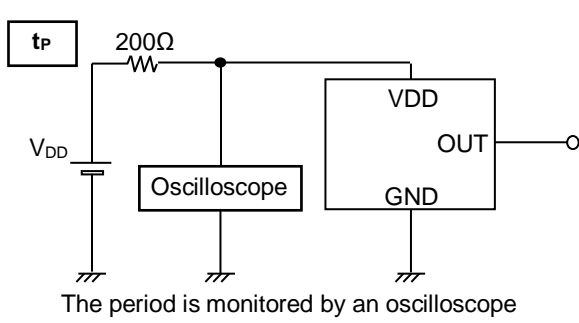 tP
200Ω
VDD
VDD
OUT
Oscilloscope
GND
The period is monitored by an oscilloscope